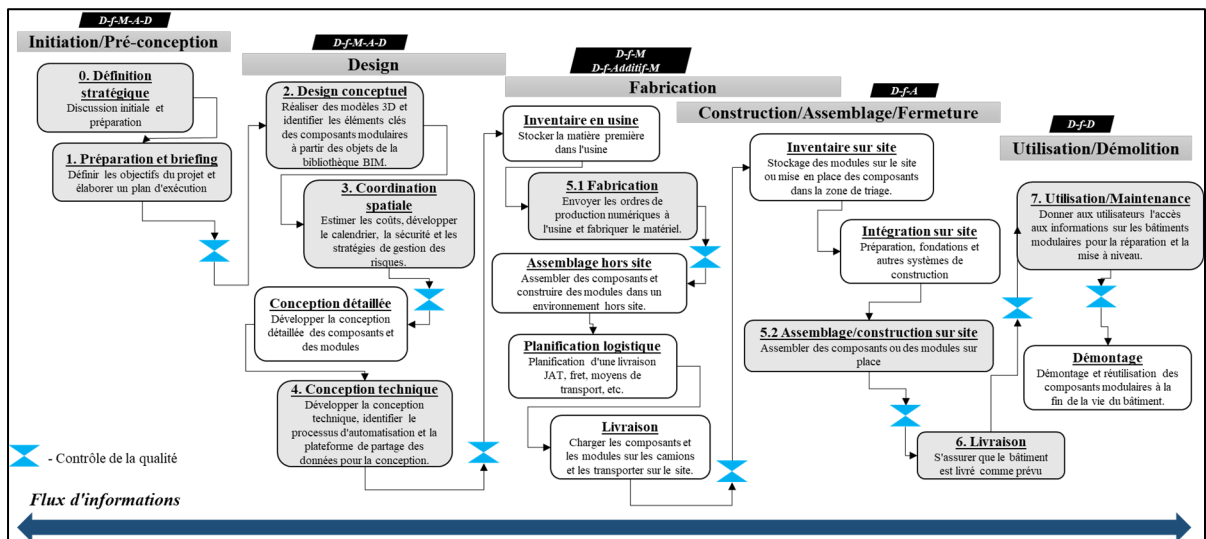 D-f-M-A-D
Initiation/Pré-conception
0. Définition
stratégique
Discussion initiale et
préparation
1. Préparation et briefing
Définir les objectifs du projet et
élaborer un plan d'exécution
D-f-M-A-D
Design
2. Design conceptuel
Réaliser des modèles 3D et
identifier les éléments clés
des composants modulaires
à partir des objets de la
bibliothèque BIM.
3. Coordination
spatiale
Estimer les coûts, développer
le calendrier, la sécurité et les
stratégies de gestion des
risques.
Conception détaillée
Développer la conception
détaillée des composants et
des modules
4. Conception technique
Développer la conception
technique, identifier le
processus d'automatisation et la
plateforme de partage des
données pour la conception.
D-f-M
D-f-Additif-M
Fabrication
Inventaire en usine
Stocker la matière première
dans l'usine
5.1 Fabrication
Envoyer les ordres de
production numériques à
l'usine et fabriquer le matériel.
Assemblage hors site
Assembler des composants et
construire des modules dans un
environnement hors site.
Planification logistique
Planification d'une livraison
JAT, fret, moyens de
transport, etc.
Livraison
Charger les composants et
les modules sur les camions
et les transporter sur le site.
D-f-A
Construction/Assemblage/Fermeture
Inventaire sur site
Stockage des modules sur le site
ou mise en place des composants
dans la zone de triage.
Intégration sur site
Préparation, fondations et
autres systèmes de
construction
5.2 Assemblage/construction sur site
Assembler des composants ou des modules sur
place
6. Livraison
S'assurer que le bâtiment
est livré comme prévu
D-f-D
Utilisation/Démolition
7. Utilisation/Maintenance
Donner aux utilisateurs l'accès
aux informations sur les bâtiments
modulaires pour la réparation et la
mise à niveau.
Démontage
Démontage et réutilisation des
composants modulaires à la
fin de la vie du bâtiment.
- Contrôle de la qualité
Flux d'informations